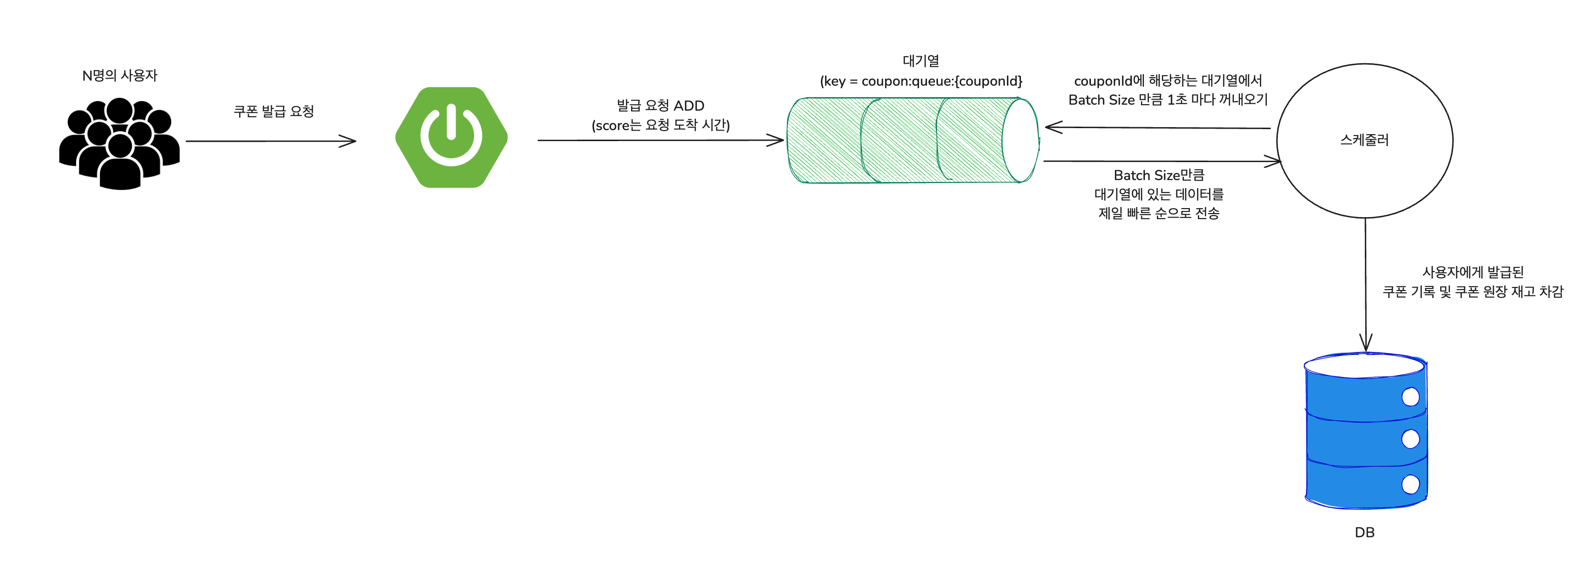 N명의 사용자
쿠폰 발급 요청
발급 요청 ADD
(score는 요청 도착 시간)
대기열
(key = coupon:queue:{couponId}
couponId에 해당하는 대기열에서
Batch Size 만큼 1초 마다 꺼내오기
Batch Size만큼
대기열에 있는 데이터를
제일 빠른 순으로 전송
스케줄러
사용자에게 발급된
쿠폰 기록 및 쿠폰 원장 재고 차감
DB